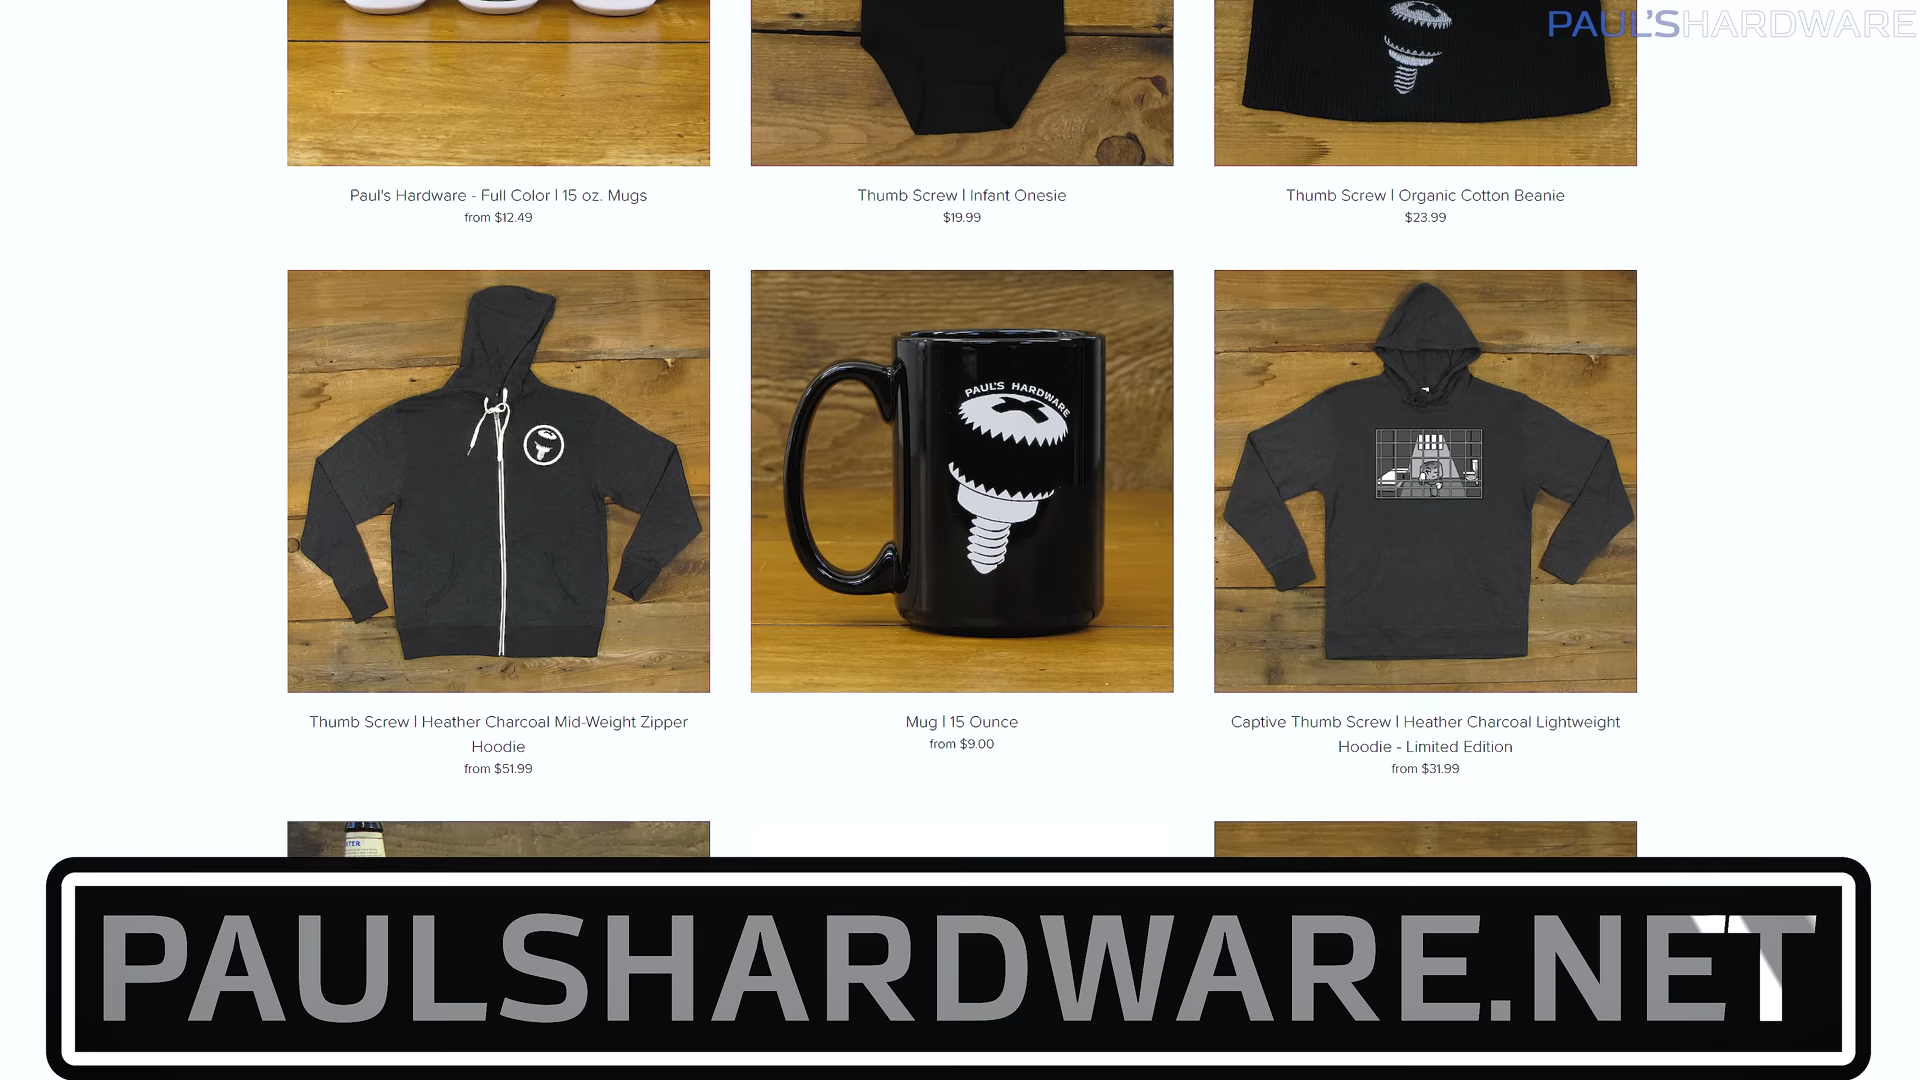 PAUL'SHARDWARE
Paul's Hardware - Full Color | 15 oz. Mugs
from $12.49
Thumb Screw | Infant Onesie
$19.99
Thumb Screw | Organic Cotton Beanie
$23.99
PAUL'S HARDWARE
Thumb Screw | Heather Charcoal Mid-Weight Zipper
Hoodie
from $51.99
Mug | 15 Ounce
from $9.00
Captive Thumb Screw | Heather Charcoal Lightweight
Hoodie - Limited Edition
from $31.99
PAULSHARDWARE.NET